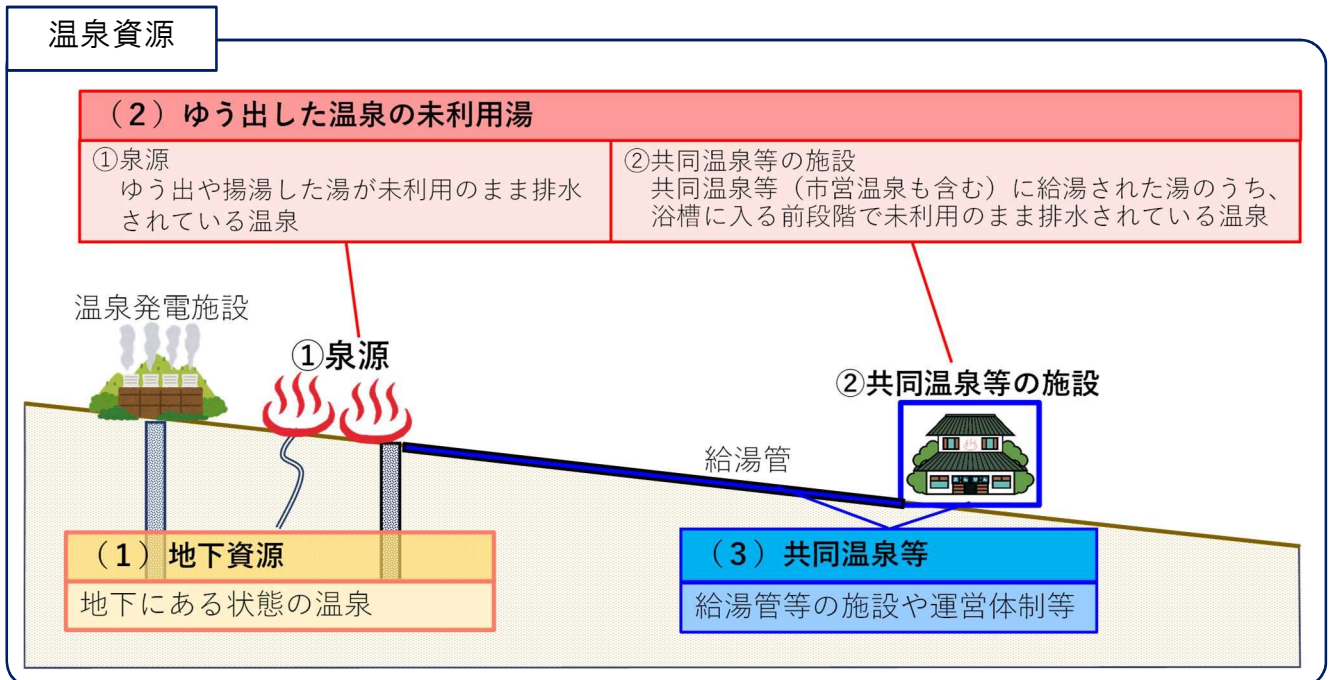 温泉資源
（2）ゆう出した温泉の未利用湯
①泉源
ゆう出や揚湯した湯が未利用のまま排水
されている温泉
②共同温泉等の施設
共同温泉等（市営温泉も含む）に給湯された湯のうち、
浴槽に入る前段階で未利用のまま排水されている温泉
温泉発電施設
①泉源
②共同温泉等の施設
給湯管
（1）地下資源
地下にある状態の温泉
（3）共同温泉等
給湯管等の施設や運営体制等